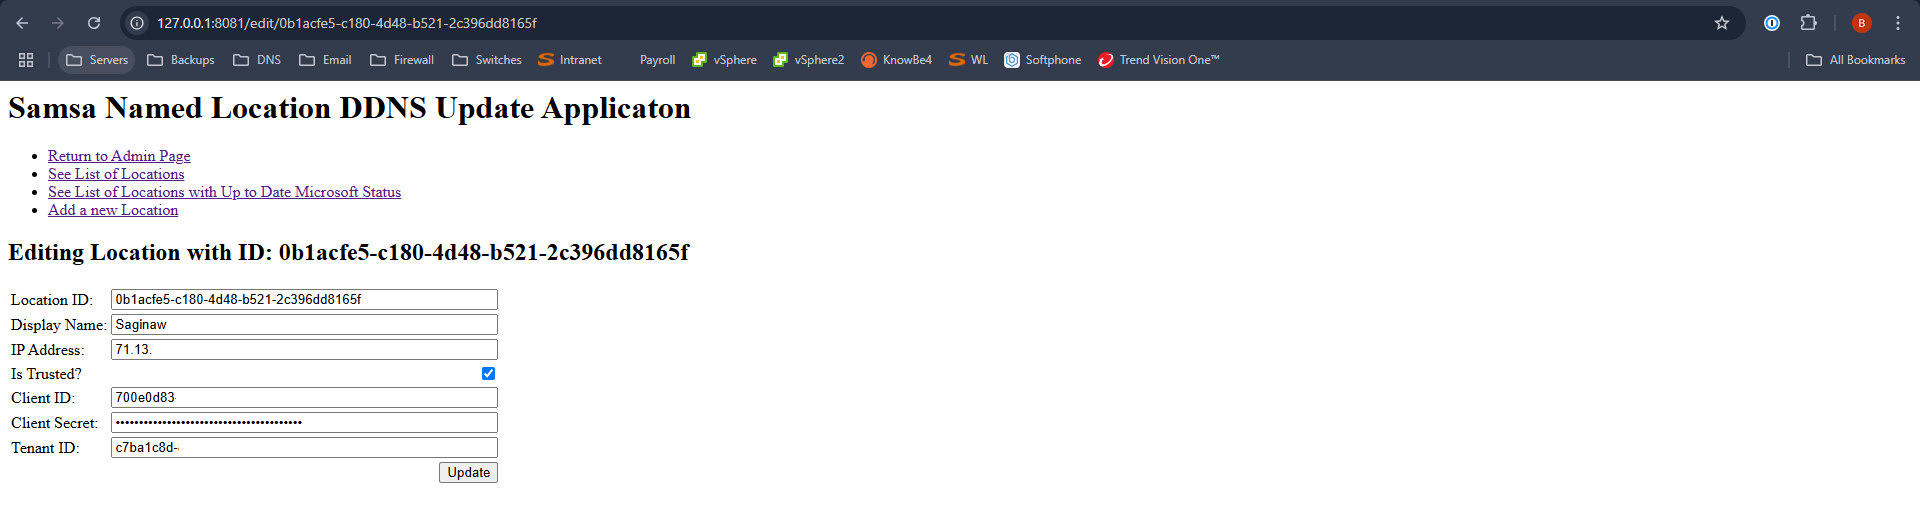 127.0.0.1:8081/edit/0b1acfe5-c180-4d48-b521-2c396dd8165f
B
Servers Backups DNS Email Firewall Switches Intranet Payroll vSphere vSphere2 KnowBe4 WL Softphone Trend Vision One™ All Bookmarks
Samsa Named Location DDNS Update Applicaton
Return to Admin Page
See List of Locations
See List of Locations with Up to Date Microsoft Status
Add a new Location
Editing Location with ID: 0b1acfe5-c180-4d48-b521-2c396dd8165f
Location ID: 0b1acfe5-c180-4d48-b521-2c396dd8165f
Display Name: Saginaw
IP Address: 71.13.
Is Trusted?
Client ID: 700e0d83-
Client Secret: ••••••••••••••••••••••••••••••••••••••••
Tenant ID: c7ba1c8d-
Update